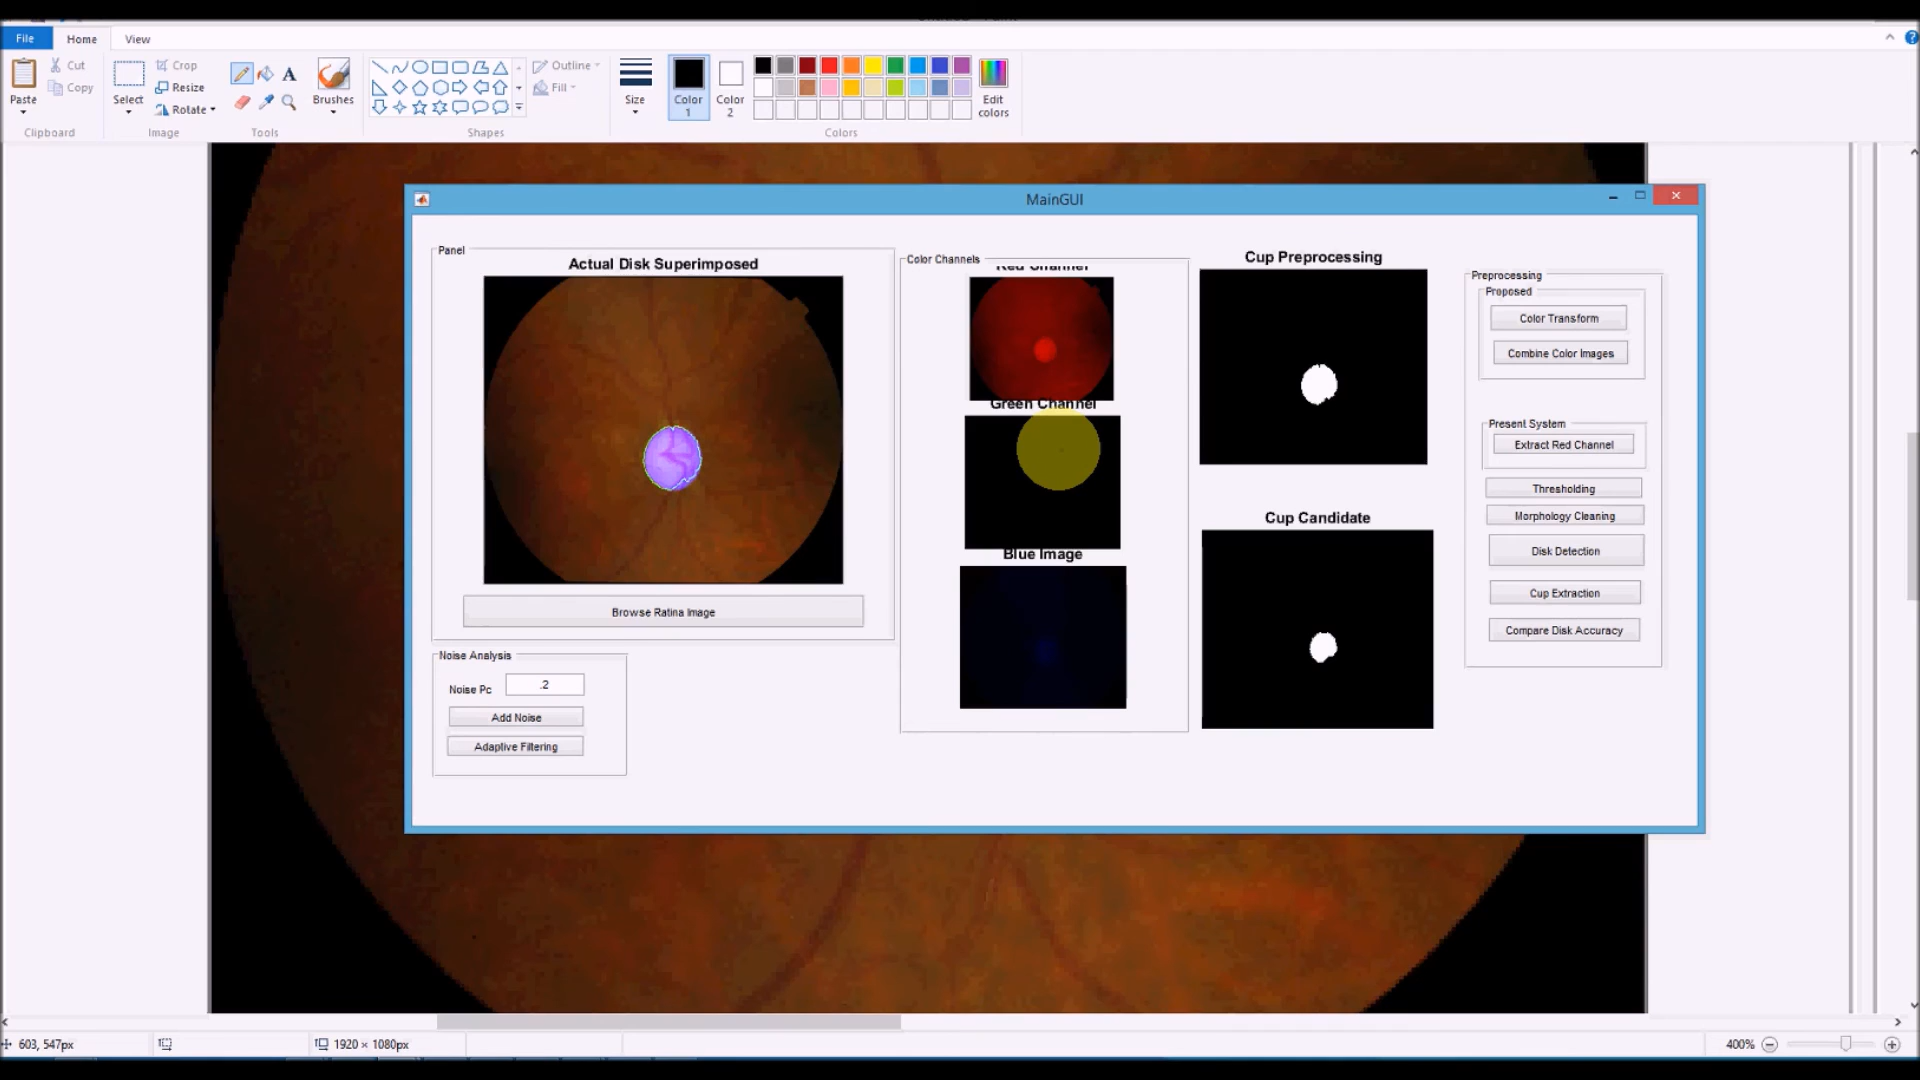 File Home View
Paste Cut Copy Clipboard
Select Crop Resize Rotate Image
A
Tools
Brushes
Shapes
Outline
Fill
Size
Color 1
Color 2
Edit colors
Colors
MainGUI
Panel
Actual Disk Superimposed
Browse Ratina Image
Noise Analysis
Noise Pc .2
Add Noise
Adaptive Filtering
Color Channels
Red Channel
Green Channel
Blue Image
Cup Preprocessing
Cup Candidate
Preprocessing
Proposed
Color Transform
Combine Color Images
Present System
Extract Red Channel
Thresholding
Morphology Cleaning
Disk Detection
Cup Extraction
Compare Disk Accuracy
603, 547px
1920 × 1080px
400%